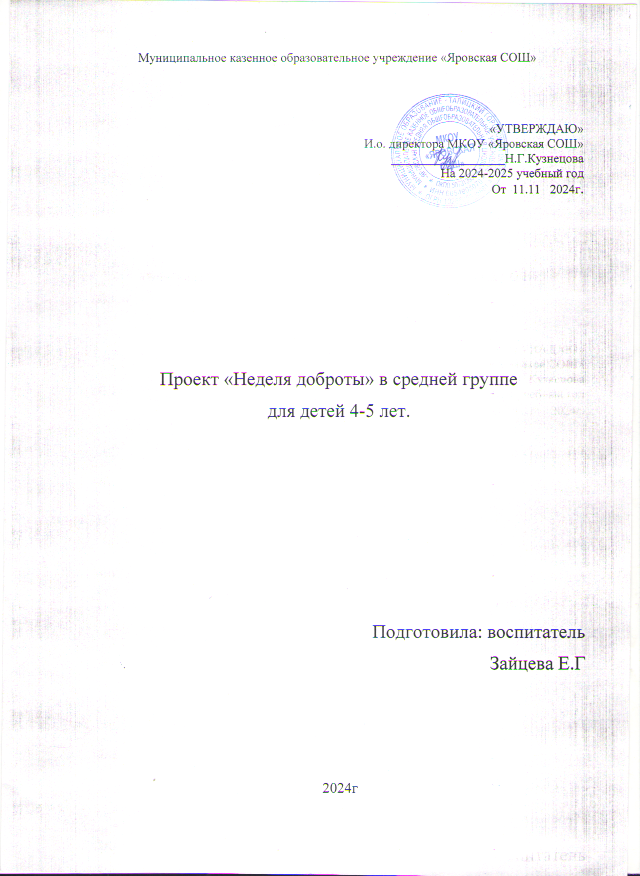 Муниципальное казенное образовательное учреждение «Яровская СОШ»
«УТВЕРЖДАЮ»
И.о. директора МКОУ «Яровская СОШ»
Н.Г.Кузнецова
На 2024-2025 учебный год
От 11.11 2024г.
МКОУ
Проект «Неделя доброты» в средней группе
для детей 4-5 лет.
Подготовила: воспитатель
Зайцева Е.Г
2024г